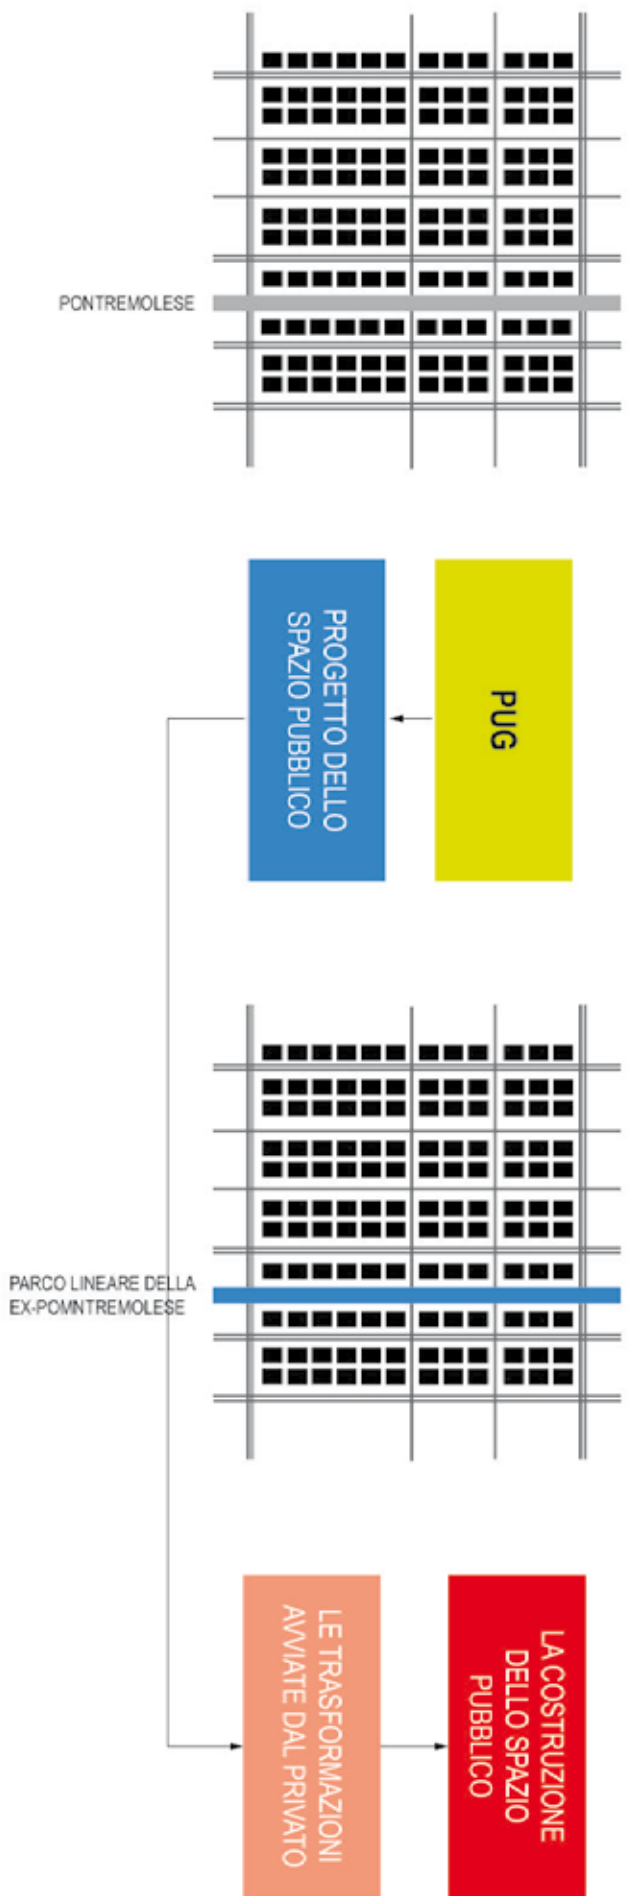 PONTREMOLESE
PROGETTO DELLO
SPAZIO PUBBLICO
PUG
PARCO LINEARE DELLA
EX-POMNTREMOLESE
LE TRASFORMAZIONI
AVVIATE DAL PRIVATO
LA COSTRUZIONE
DELLO SPAZIO
PUBBLICO